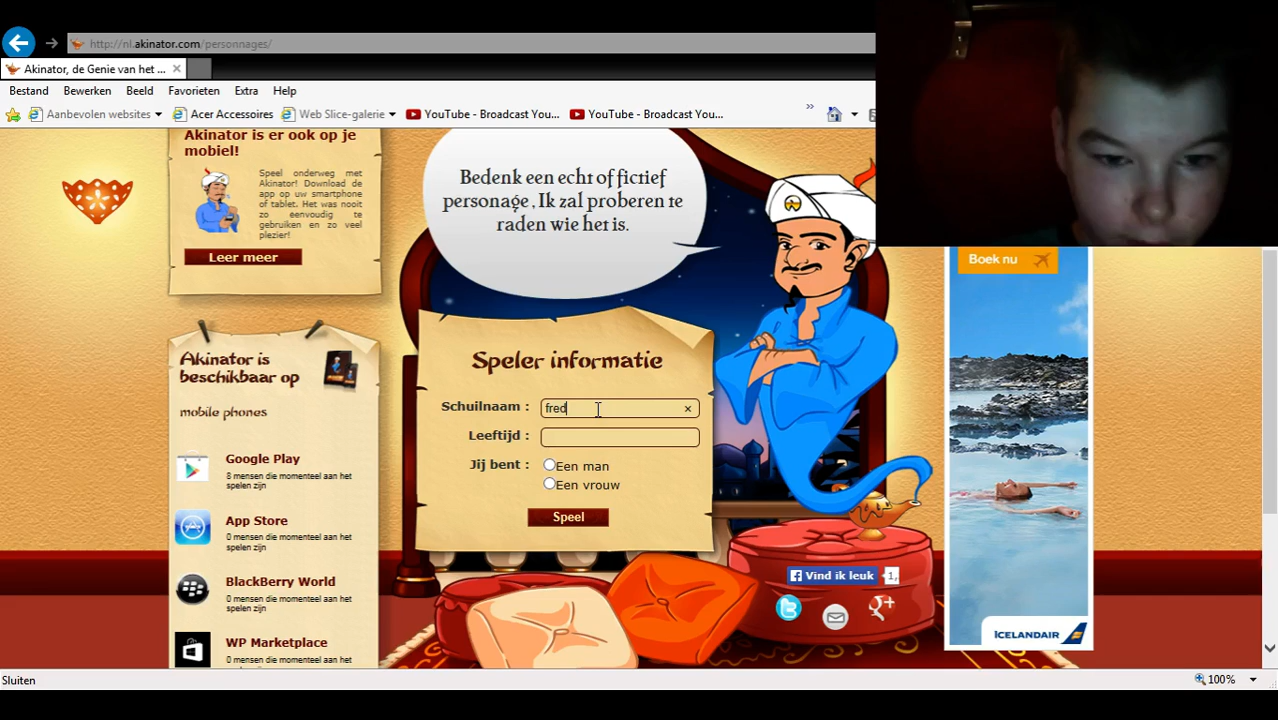 http://nl.akinator.com/personnages/
Akinator, de Genie van het ...
Bestand Bewerken Beeld Favorieten Extra Help
Aanbevolen websites Acer Accessoires Web Slice-galerie YouTube - Broadcast You... YouTube - Broadcast You...
Akinator is er ook op je
mobiel!
Speel onderweg met
Akinator! Download de
app op uw smartphone
of tablet. Het was nooit
zo eenvoudig te
gebruiken en zo veel
plezier!
Leer meer
Bedenk een echt of fictief
personage , Ik zal proberen te
raden wie het is.
Akinator is
beschikbaar op
mobile phones
Google Play
8 mensen die momenteel aan het
spelen zijn
App Store
0 mensen die momenteel aan het
spelen zijn
BlackBerry World
0 mensen die momenteel aan het
spelen zijn
WP Marketplace
0 mensen die momenteel aan het
Speler informatie
Schuilnaam : fred
Leeftijd :
Jij bent : Een man
Een vrouw
Speel
Vind ik leuk 1,
Boek nu
ICELANDAIR
Sluiten
100%